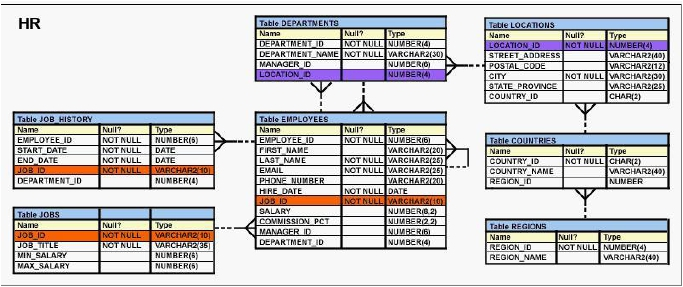 HR
Table DEPARTMENTS
Name Null? Type
DEPARTMENT_ID NOT NULL NUMBER(4)
DEPARTMENT_NAME NOT NULL VARCHAR2(30)
MANAGER_ID NUMBER(6)
LOCATION_ID NUMBER(4)
Table LOCATIONS
Name Null? Type
LOCATION_ID NOT NULL NUMBER(4)
STREET_ADDRESS VARCHAR2(40)
POSTAL_CODE VARCHAR2(12)
CITY NOT NULL VARCHAR2(30)
STATE_PROVINCE VARCHAR2(25)
COUNTRY_ID CHAR(2)
Table JOB_HISTORY
Name Null? Type
EMPLOYEE_ID NOT NULL NUMBER(6)
START_DATE NOT NULL DATE
END_DATE NOT NULL DATE
JOB_ID NOT NULL VARCHAR2(10)
DEPARTMENT_ID NUMBER(4)
Table EMPLOYEES
Name Null? Type
EMPLOYEE_ID NOT NULL NUMBER(6)
FIRST_NAME VARCHAR2(20)
LAST_NAME NOT NULL VARCHAR2(25)
EMAIL NOT NULL VARCHAR2(25)
PHONE_NUMBER VARCHAR2(20)
HIRE_DATE NOT NULL DATE
JOB_ID NOT NULL VARCHAR2(10)
SALARY NUMBER(8,2)
COMMISSION_PCT NUMBER(2,2)
MANAGER_ID NUMBER(6)
DEPARTMENT_ID NUMBER(4)
Table COUNTRIES
Name Null? Type
COUNTRY_ID NOT NULL CHAR(2)
COUNTRY_NAME VARCHAR2(40)
REGION_ID NUMBER
Table JOBS
Name Null? Type
JOB_ID NOT NULL VARCHAR2(10)
JOB_TITLE NOT NULL VARCHAR2(35)
MIN_SALARY NUMBER(6)
MAX_SALARY NUMBER(6)
Table REGIONS
Name Null? Type
REGION_ID NOT NULL NUMBER(4)
REGION_NAME VARCHAR2(40)